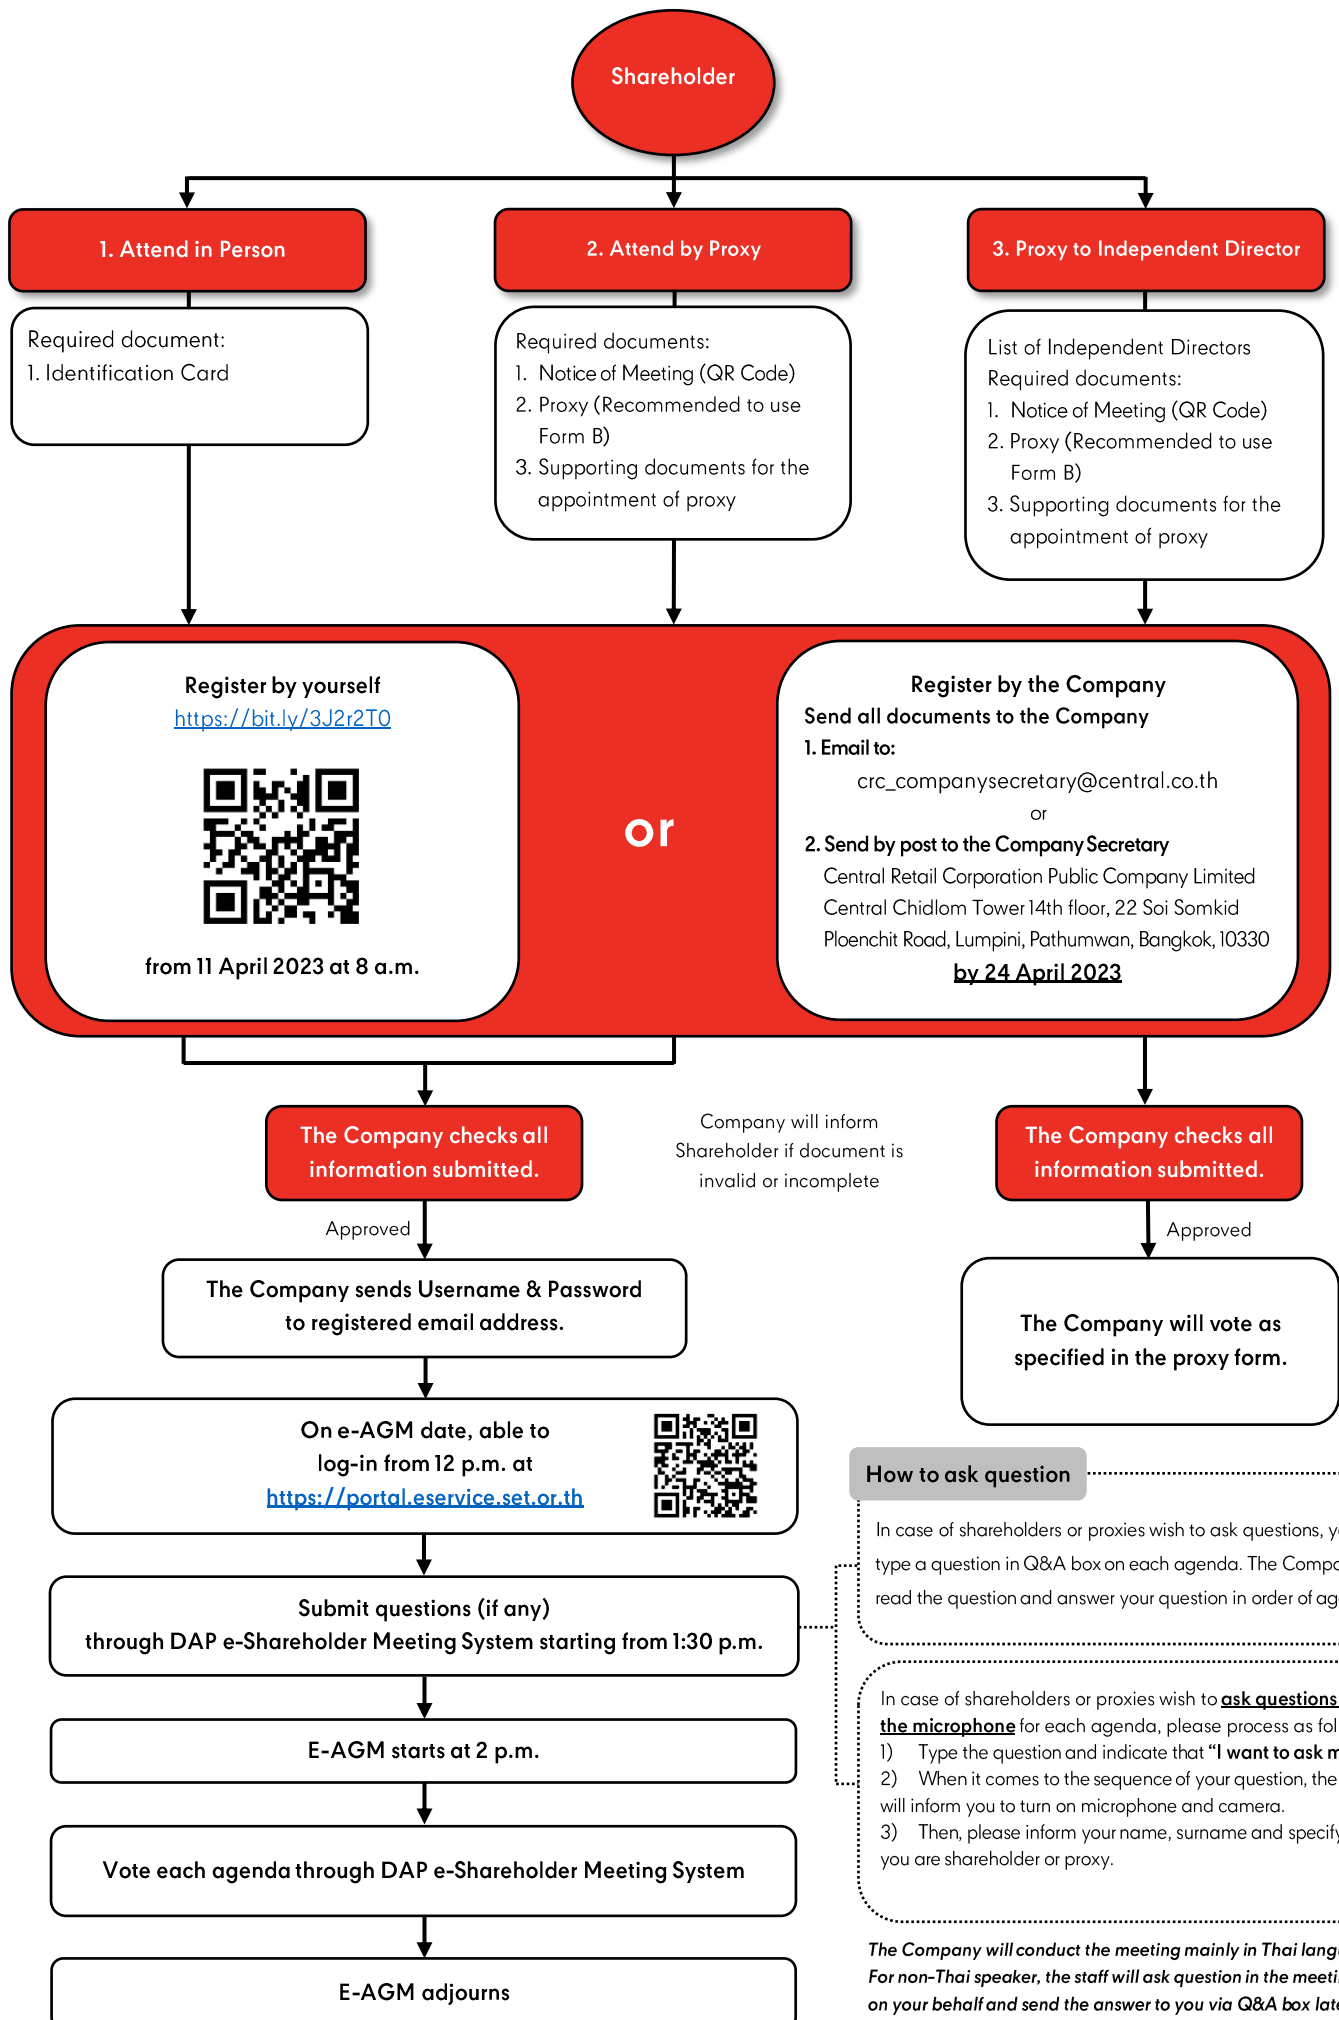 Shareholder
1. Attend in Person
2. Attend by Proxy
3. Proxy to Independent Director
Required document:
1. Identification Card
Required documents:
1. Notice of Meeting (QR Code)
2. Proxy (Recommended to use
Form B)
3. Supporting documents for the
appointment of proxy
List of Independent Directors
Required documents:
1. Notice of Meeting (QR Code)
2. Proxy (Recommended to use
Form B)
3. Supporting documents for the
appointment of proxy
Register by yourself
https://bit.ly/3J2r2T0
from 11 April 2023 at 8 a.m.
or
Register by the Company
Send all documents to the Company
1. Email to:
crc_companysecretary@central.co.th
or
2. Send by post to the Company Secretary
Central Retail Corporation Public Company Limited
Central Chidlom Tower 14th floor, 22 Soi Somkid
Ploenchit Road, Lumpini, Pathumwan, Bangkok, 10330
by 24 April 2023
The Company checks all
information submitted.
Company will inform
Shareholder if document is
invalid or incomplete
The Company checks all
information submitted.
Approved
Approved
The Company sends Username & Password
to registered email address.
The Company will vote as
specified in the proxy form.
On e-AGM date, able to
log-in from 12 p.m. at
https://portal.eservice.set.or.th
Submit questions (if any)
through DAP e-Shareholder Meeting System starting from 1:30 p.m.
E-AGM starts at 2 p.m.
Vote each agenda through DAP e-Shareholder Meeting System
E-AGM adjourns
How to ask question
In case of shareholders or proxies wish to ask questions,
type a question in Q&A box on each agenda. The
read the question and answer your question in order of
In case of shareholders or proxies wish to ask questions
the microphone for each agenda, please process as
1) Type the question and indicate that "I want to ask
2) When it comes to the sequence of your question, the
will inform you to turn on microphone and camera.
3) Then, please inform your name, surname and specify
you are shareholder or proxy.
The Company will conduct the meeting mainly in Thai
For non-Thai speaker, the staff will ask question in the
on your behalf and send the answer to you via Q&A box